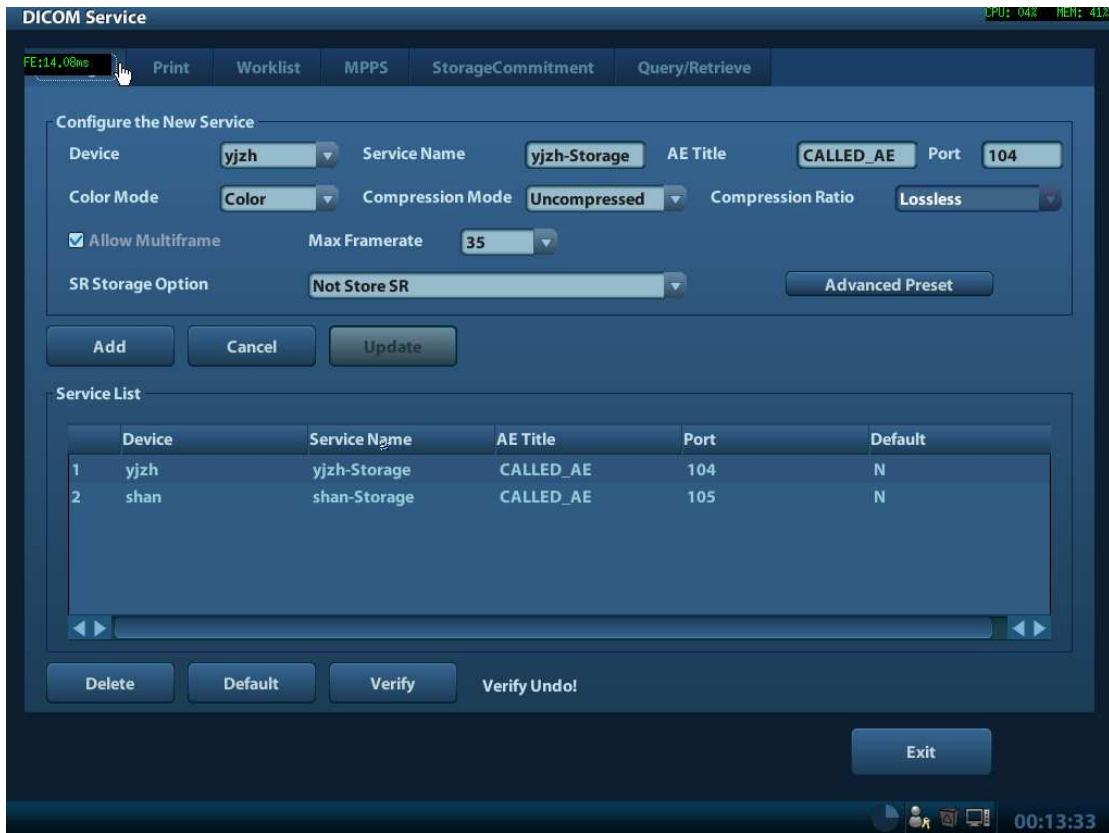 DICOM Service
CPU: 04% MEM: 41%
FE:14.08ms Print Worklist MPPS StorageCommitment Query/Retrieve
Configure the New Service
Device yjzh Service Name yjzh-Storage AE Title CALLED_AE Port 104
Color Mode Color Compression Mode Uncompressed Compression Ratio Lossless
Allow Multiframe Max Framerate 35
SR Storage Option Not Store SR Advanced Preset
Add Cancel Update
Service List
Device Service Name AE Title Port Default
1 yjzh yjzh-Storage CALLED_AE 104 N
2 shan shan-Storage CALLED_AE 105 N
Delete Default Verify Verify Undo!
Exit
00:13:33